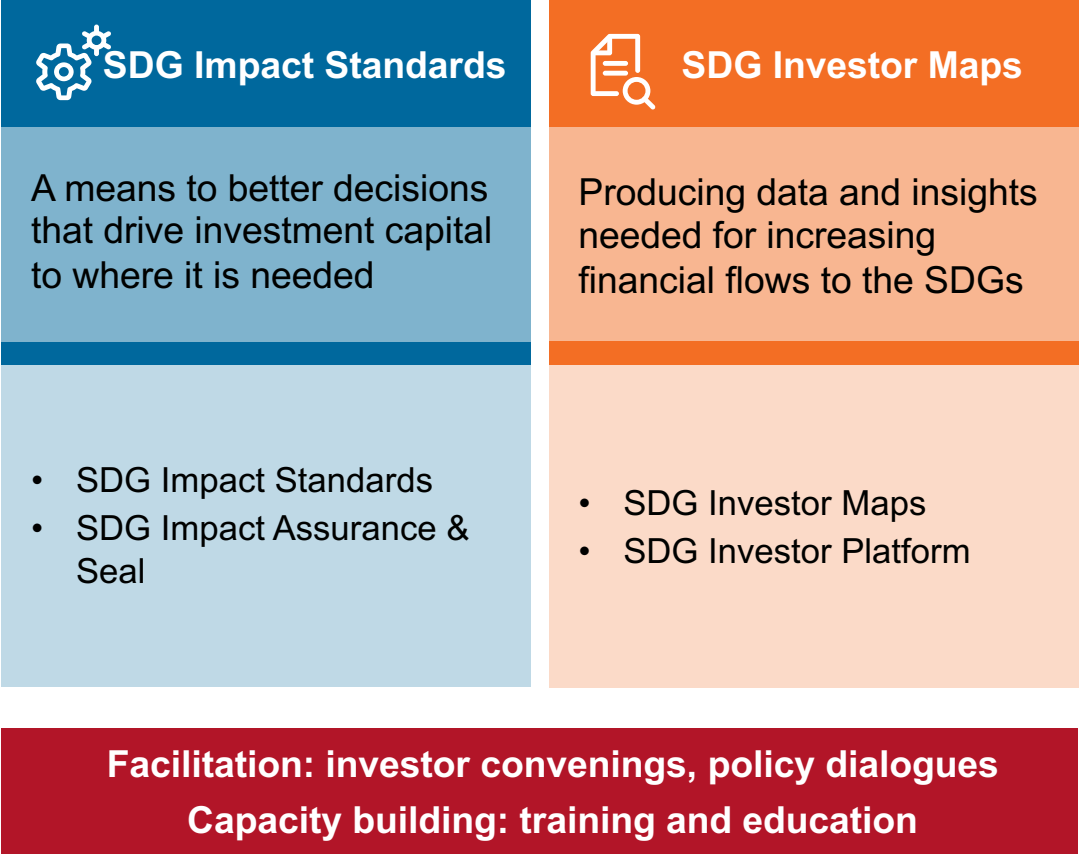 SDG Impact Standards
A means to better decisions
that drive investment capital
to where it is needed
• SDG Impact Standards
• SDG Impact Assurance &
Seal
SDG Investor Maps
Producing data and insights
needed for increasing
financial flows to the SDGs
• SDG Investor Maps
• SDG Investor Platform
Facilitation: investor convenings, policy dialogues
Capacity building: training and education